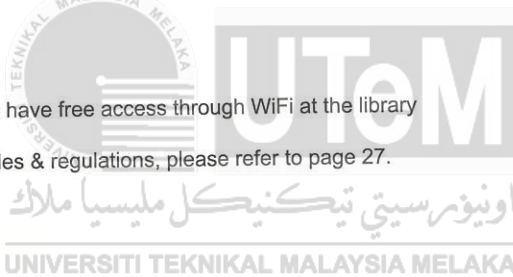 UTeM
have free access through WiFi at the library
les & regulations, please refer to page 27.
اونيۏرسيتي تيكنيكل مليسيا ملاك
UNIVERSITI TEKNIKAL MALAYSIA MELAKA